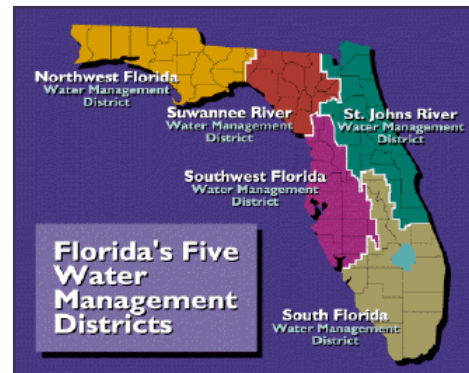 Northwest Florida
Water Management
District
Suwannee River
Water Management
District
St. Johns River
Water Management
District
Southwest Florida
Water Management
District
Florida's Five
Water
Management
Districts
South Florida
Water Management
District